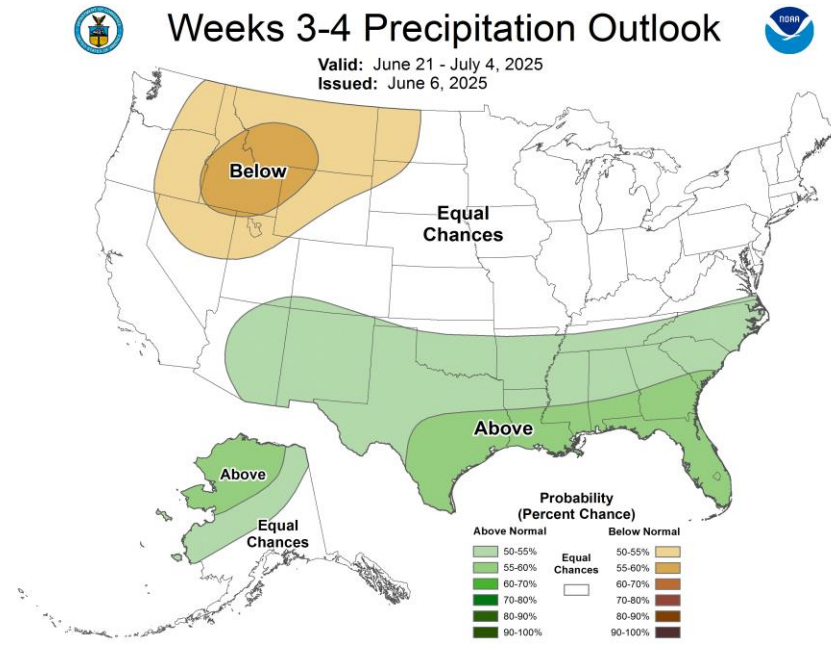 Weeks 3-4 Precipitation Outlook
NOAA
Valid: June 21 - July 4, 2025
Issued: June 6, 2025
Below
Equal
Chances
Above
Above
Equal
Chances
Probability
(Percent Chance)
Above Normal
Below Normal
50-55%
55-60%
60-70%
70-80%
80-90%
90-100%
Equal
Chances
50-55%
55-60%
60-70%
70-80%
80-90%
90-100%